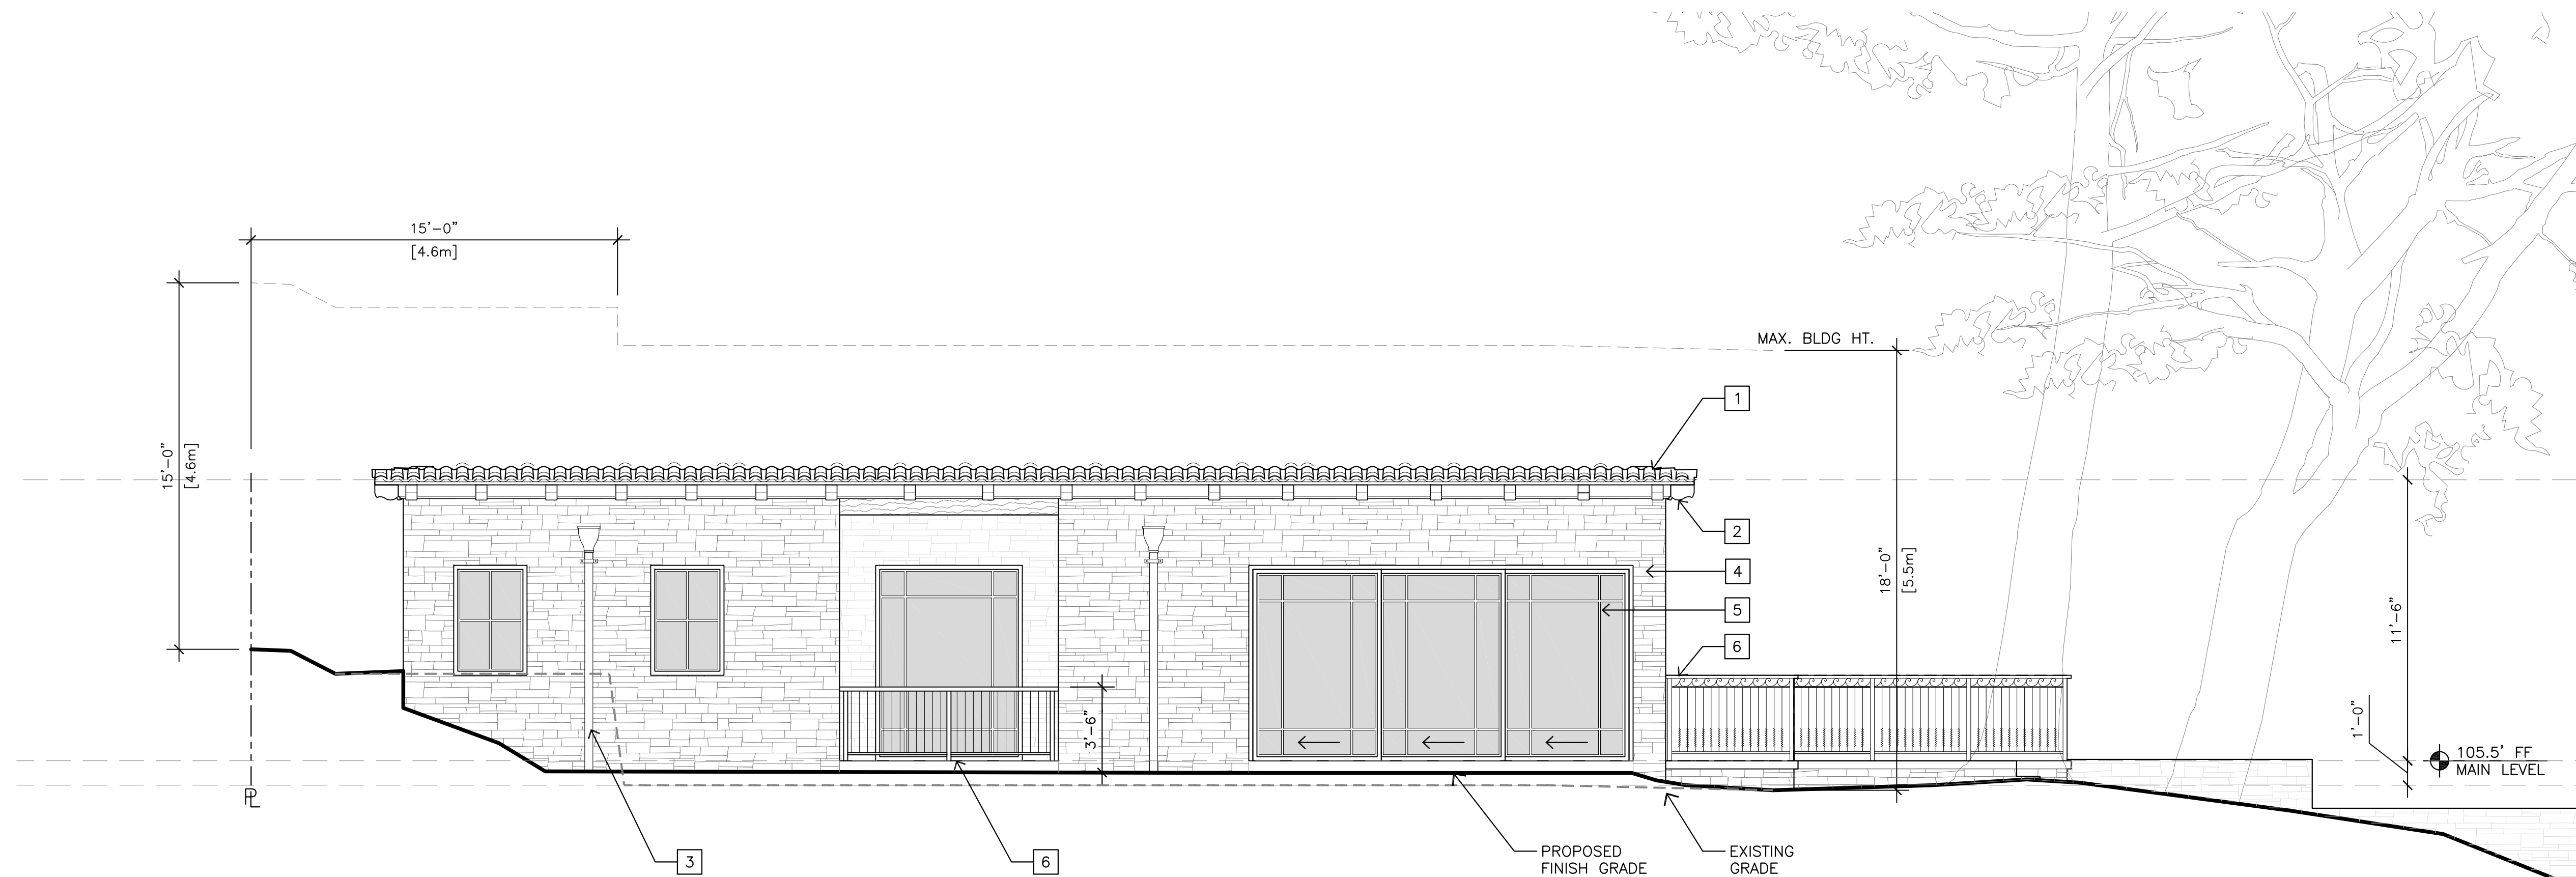 15'-0"
[4.6m]
MAX. BLDG HT.
1
15'-0"
[4.6m]
2
4
18'-0"
[5.5m]
5
11'-6"
6
3'-6"
1'-0"
105.5' FF
MAIN LEVEL
PL
3
6
PROPOSED
FINISH GRADE
EXISTING
GRADE